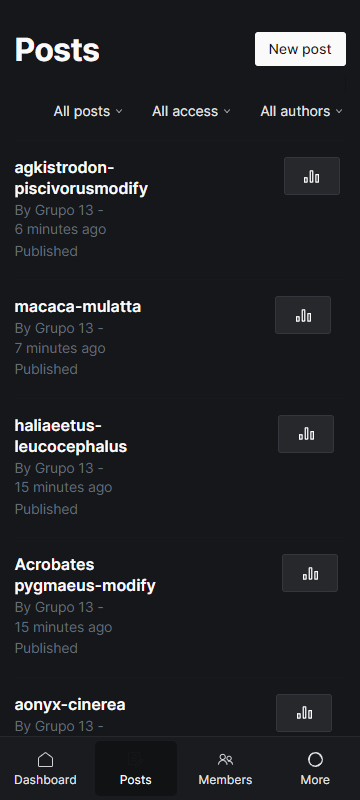 Posts
New post
All posts
All access
All authors
agkistrodon-
piscivorusmodify
By Grupo 13 -
6 minutes ago
Published
macaca-mulatta
By Grupo 13 -
7 minutes ago
Published
haliaeetus-
leucocephalus
By Grupo 13 -
15 minutes ago
Published
Acrobates
pygmaeus-modify
By Grupo 13 -
15 minutes ago
Published
aonyx-cinerea
By Grupo 13 -
Dashboard
Posts
Members
More